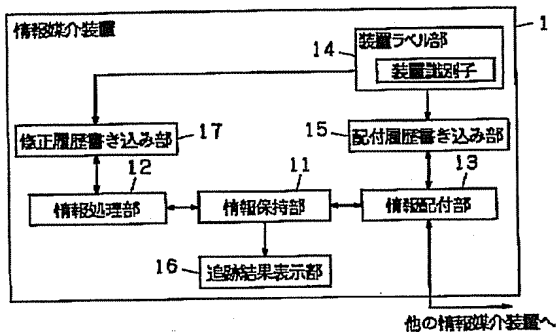 情報媒介装置
1
14
装置ラベル部
装置識別子
修正履歴書き込み部
17
15
配付履歴書き込み部
12
11
13
情報処理部
情報保持部
情報配付部
16
追跡結果表示部
他の情報媒介装置へ